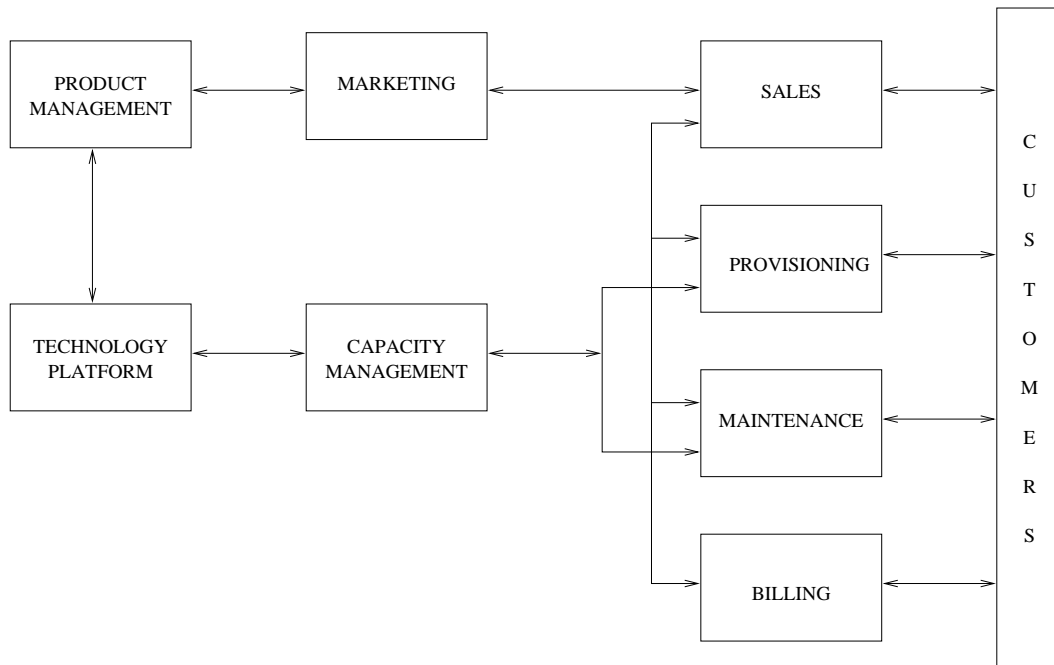 PRODUCT
MANAGEMENT
MARKETING
SALES
PROVISIONING
TECHNOLOGY
PLATFORM
CAPACITY
MANAGEMENT
MAINTENANCE
BILLING
C
U
S
T
O
M
E
R
S